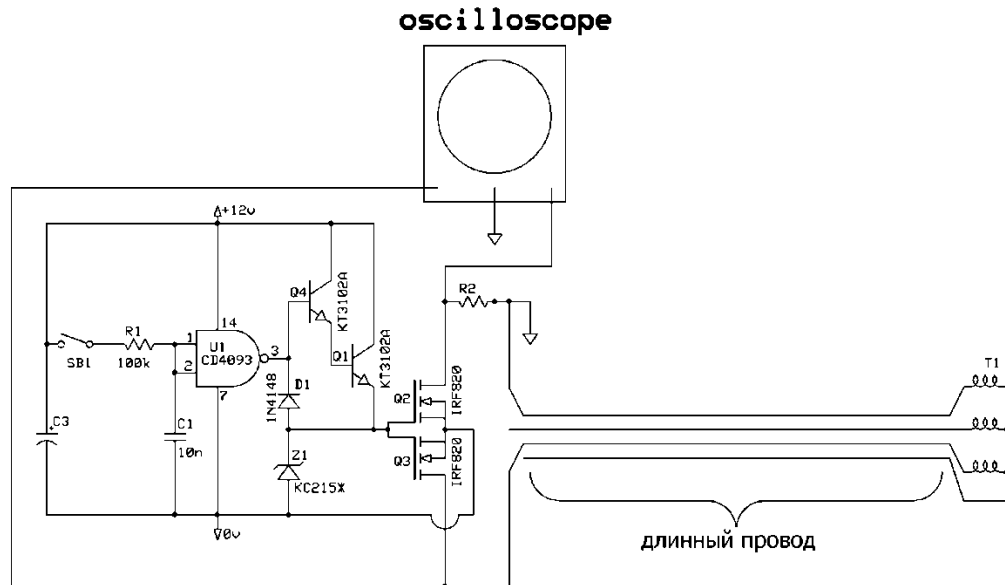 oscilloscope
+12v
Q4
KT3102A
R2
R1
14
1
U1
3
Q1
KT3102A
SB1
100k
2
CD4093
T1
7
1N4148
D1
Q2
IRF820
C3
C1
Z1
Q3
IRF820
10n
KC215Ж
0v
длинный провод